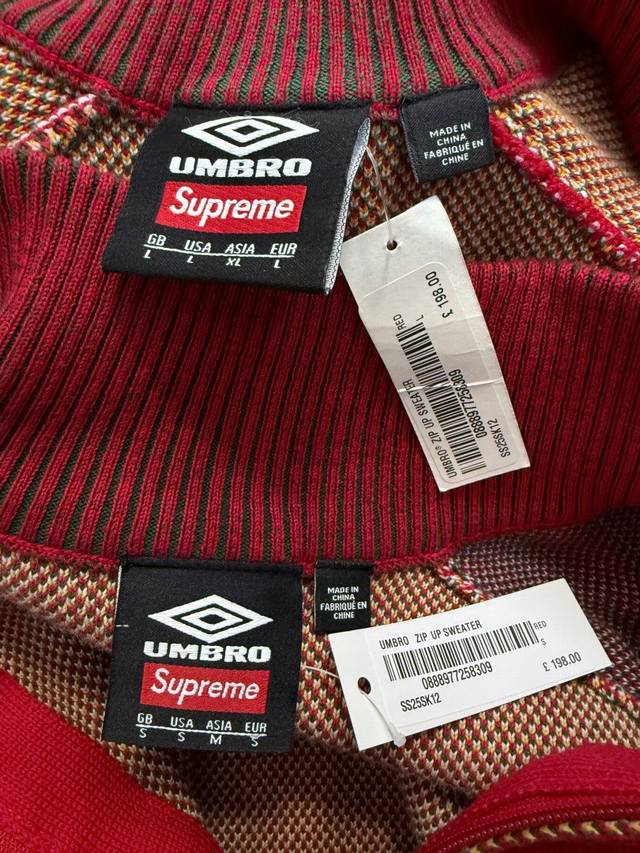 UMBRO
Supreme
GB USA ASIA EUR
L L XL L
MADE IN
CHINA
FABRIQUÉ EN
CHINE
£ 198.00
RED L
0888977258309
UMBRO® ZIP UP SWEATER
SS25SK12
UMBRO
Supreme
GB USA ASIA EUR
S S M S
MADE IN
CHINA
FABRIQUÉ EN
CHINE
UMBRO ZIP UP SWEATER
RED
S
0888977258309
£ 198.00
SS25SK12